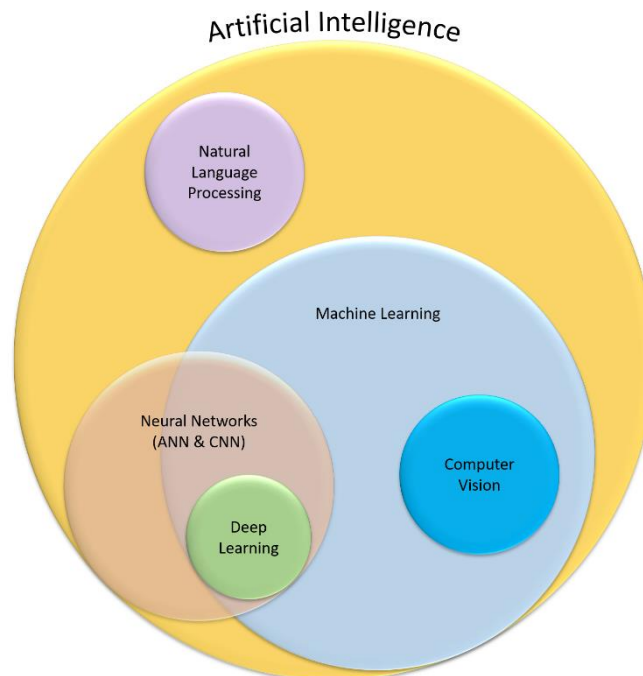 Artificial Intelligence
Natural
Language
Processing
Machine Learning
Neural Networks
(ANN & CNN)
Computer
Vision
Deep
Learning